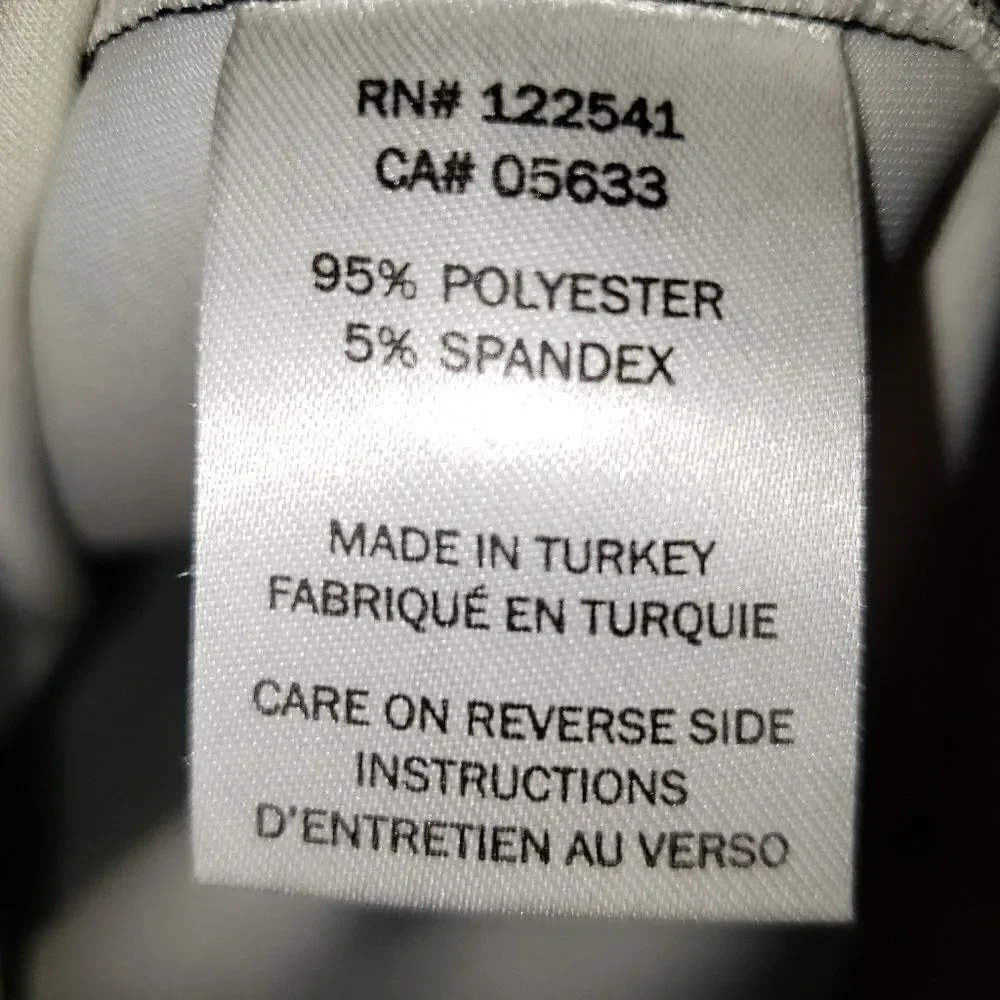 RN# 122541
CA# 05633
95% POLYESTER
5% SPANDEX
MADE IN TURKEY
FABRIQUÉ EN TURQUIE
CARE ON REVERSE SIDE
INSTRUCTIONS
D'ENTRETIEN AU VERSO